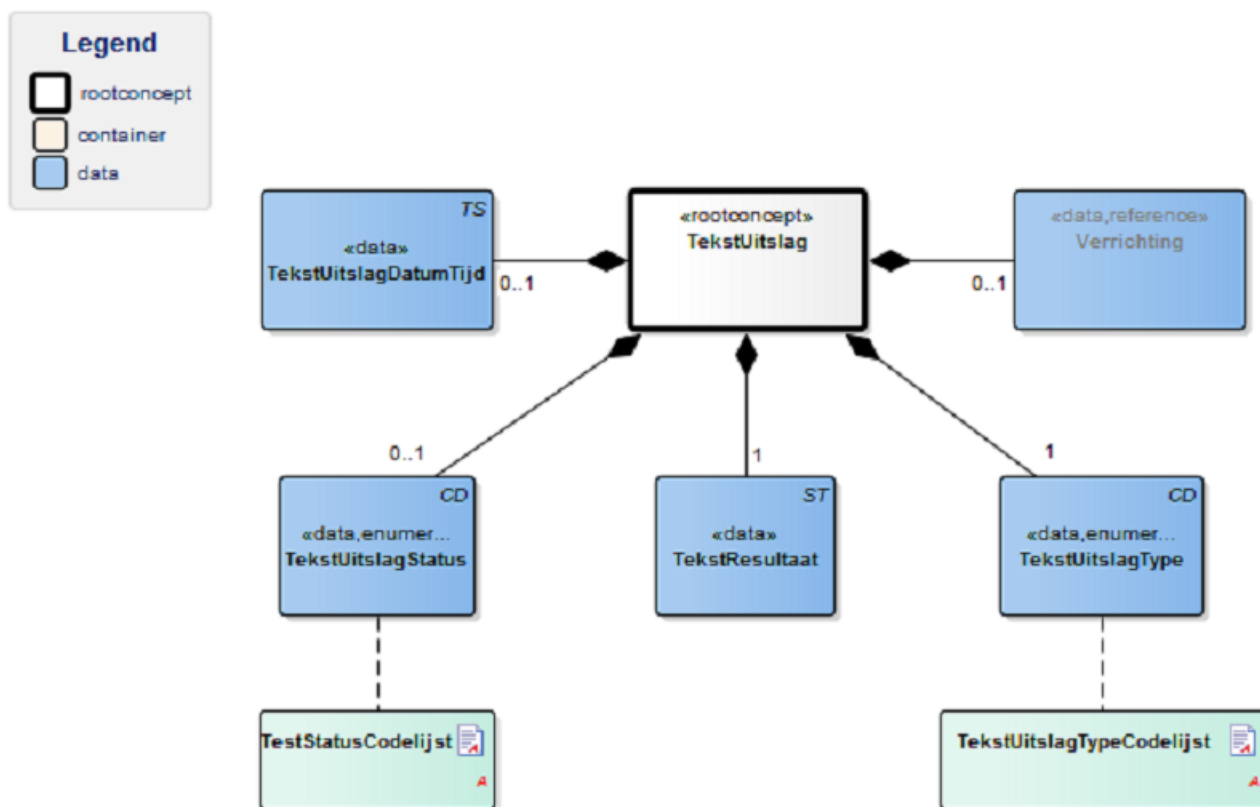 Legend
rootconcept
container
data
TS
«data»
TekstUitslagDatumTijd
0..1
«rootconcept»
TekstUitslag
«data,reference»
Verrichting
0..1
0..1
1
1
CD
«data,enumer...
TekstUitslagStatus
ST
«data»
TekstResultaat
CD
«data,enumer...
TekstUitslagType
TestStatusCodelijst
A
TekstUitslagTypeCodelijst
A